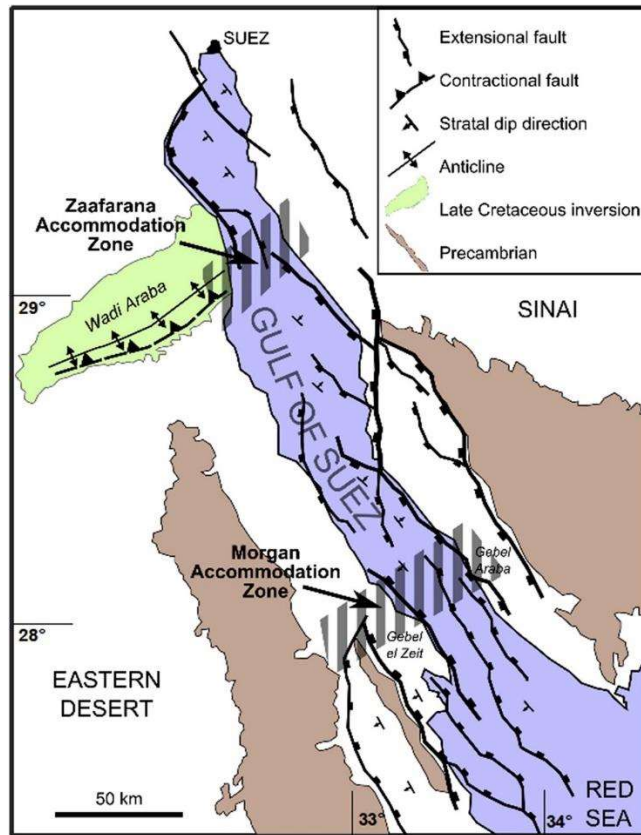 SUEZ
Extensional fault
Contractional fault
Stratal dip direction
Anticline
Late Cretaceous inversion
Precambrian
Zaafarana
Accommodation
Zone
Wadi Araba
29°
SINAI
GULF OF SUEZ
Morgan
Accommodation
Zone
Gebel
Araba
28°
Gebel
el Zeit
EASTERN
DESERT
50 km
33°
34°
RED
SEA